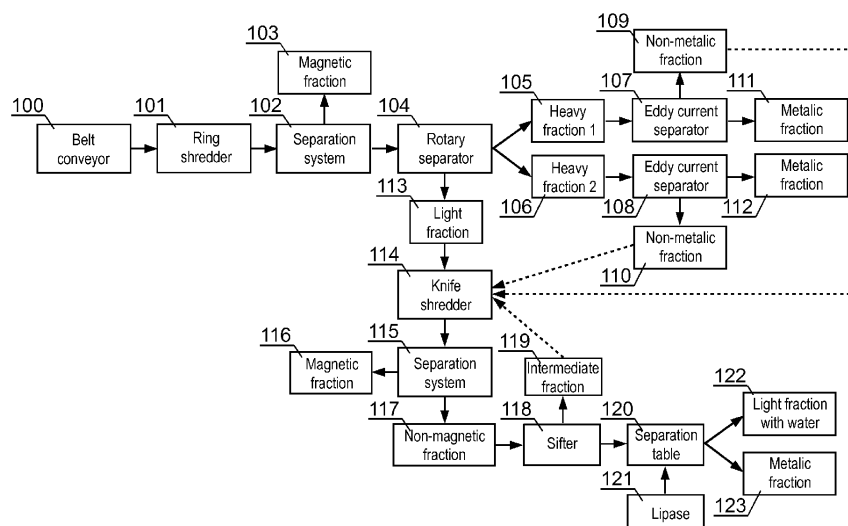 100
Belt
conveyor
101
Ring
shredder
102
Separation
system
103
Magnetic
fraction
104
Rotary
separator
105
Heavy
fraction 1
106
Heavy
fraction 2
107
Eddy current
separator
108
Eddy current
separator
109
Non-metalic
fraction
110
Non-metalic
fraction
111
Metalic
fraction
112
Metalic
fraction
113
Light
fraction
114
Knife
shredder
115
Separation
system
116
Magnetic
fraction
117
Non-magnetic
fraction
118
Sifter
119
Intermediate
fraction
120
Separation
table
121
Lipase
122
Light fraction
with water
123
Metalic
fraction